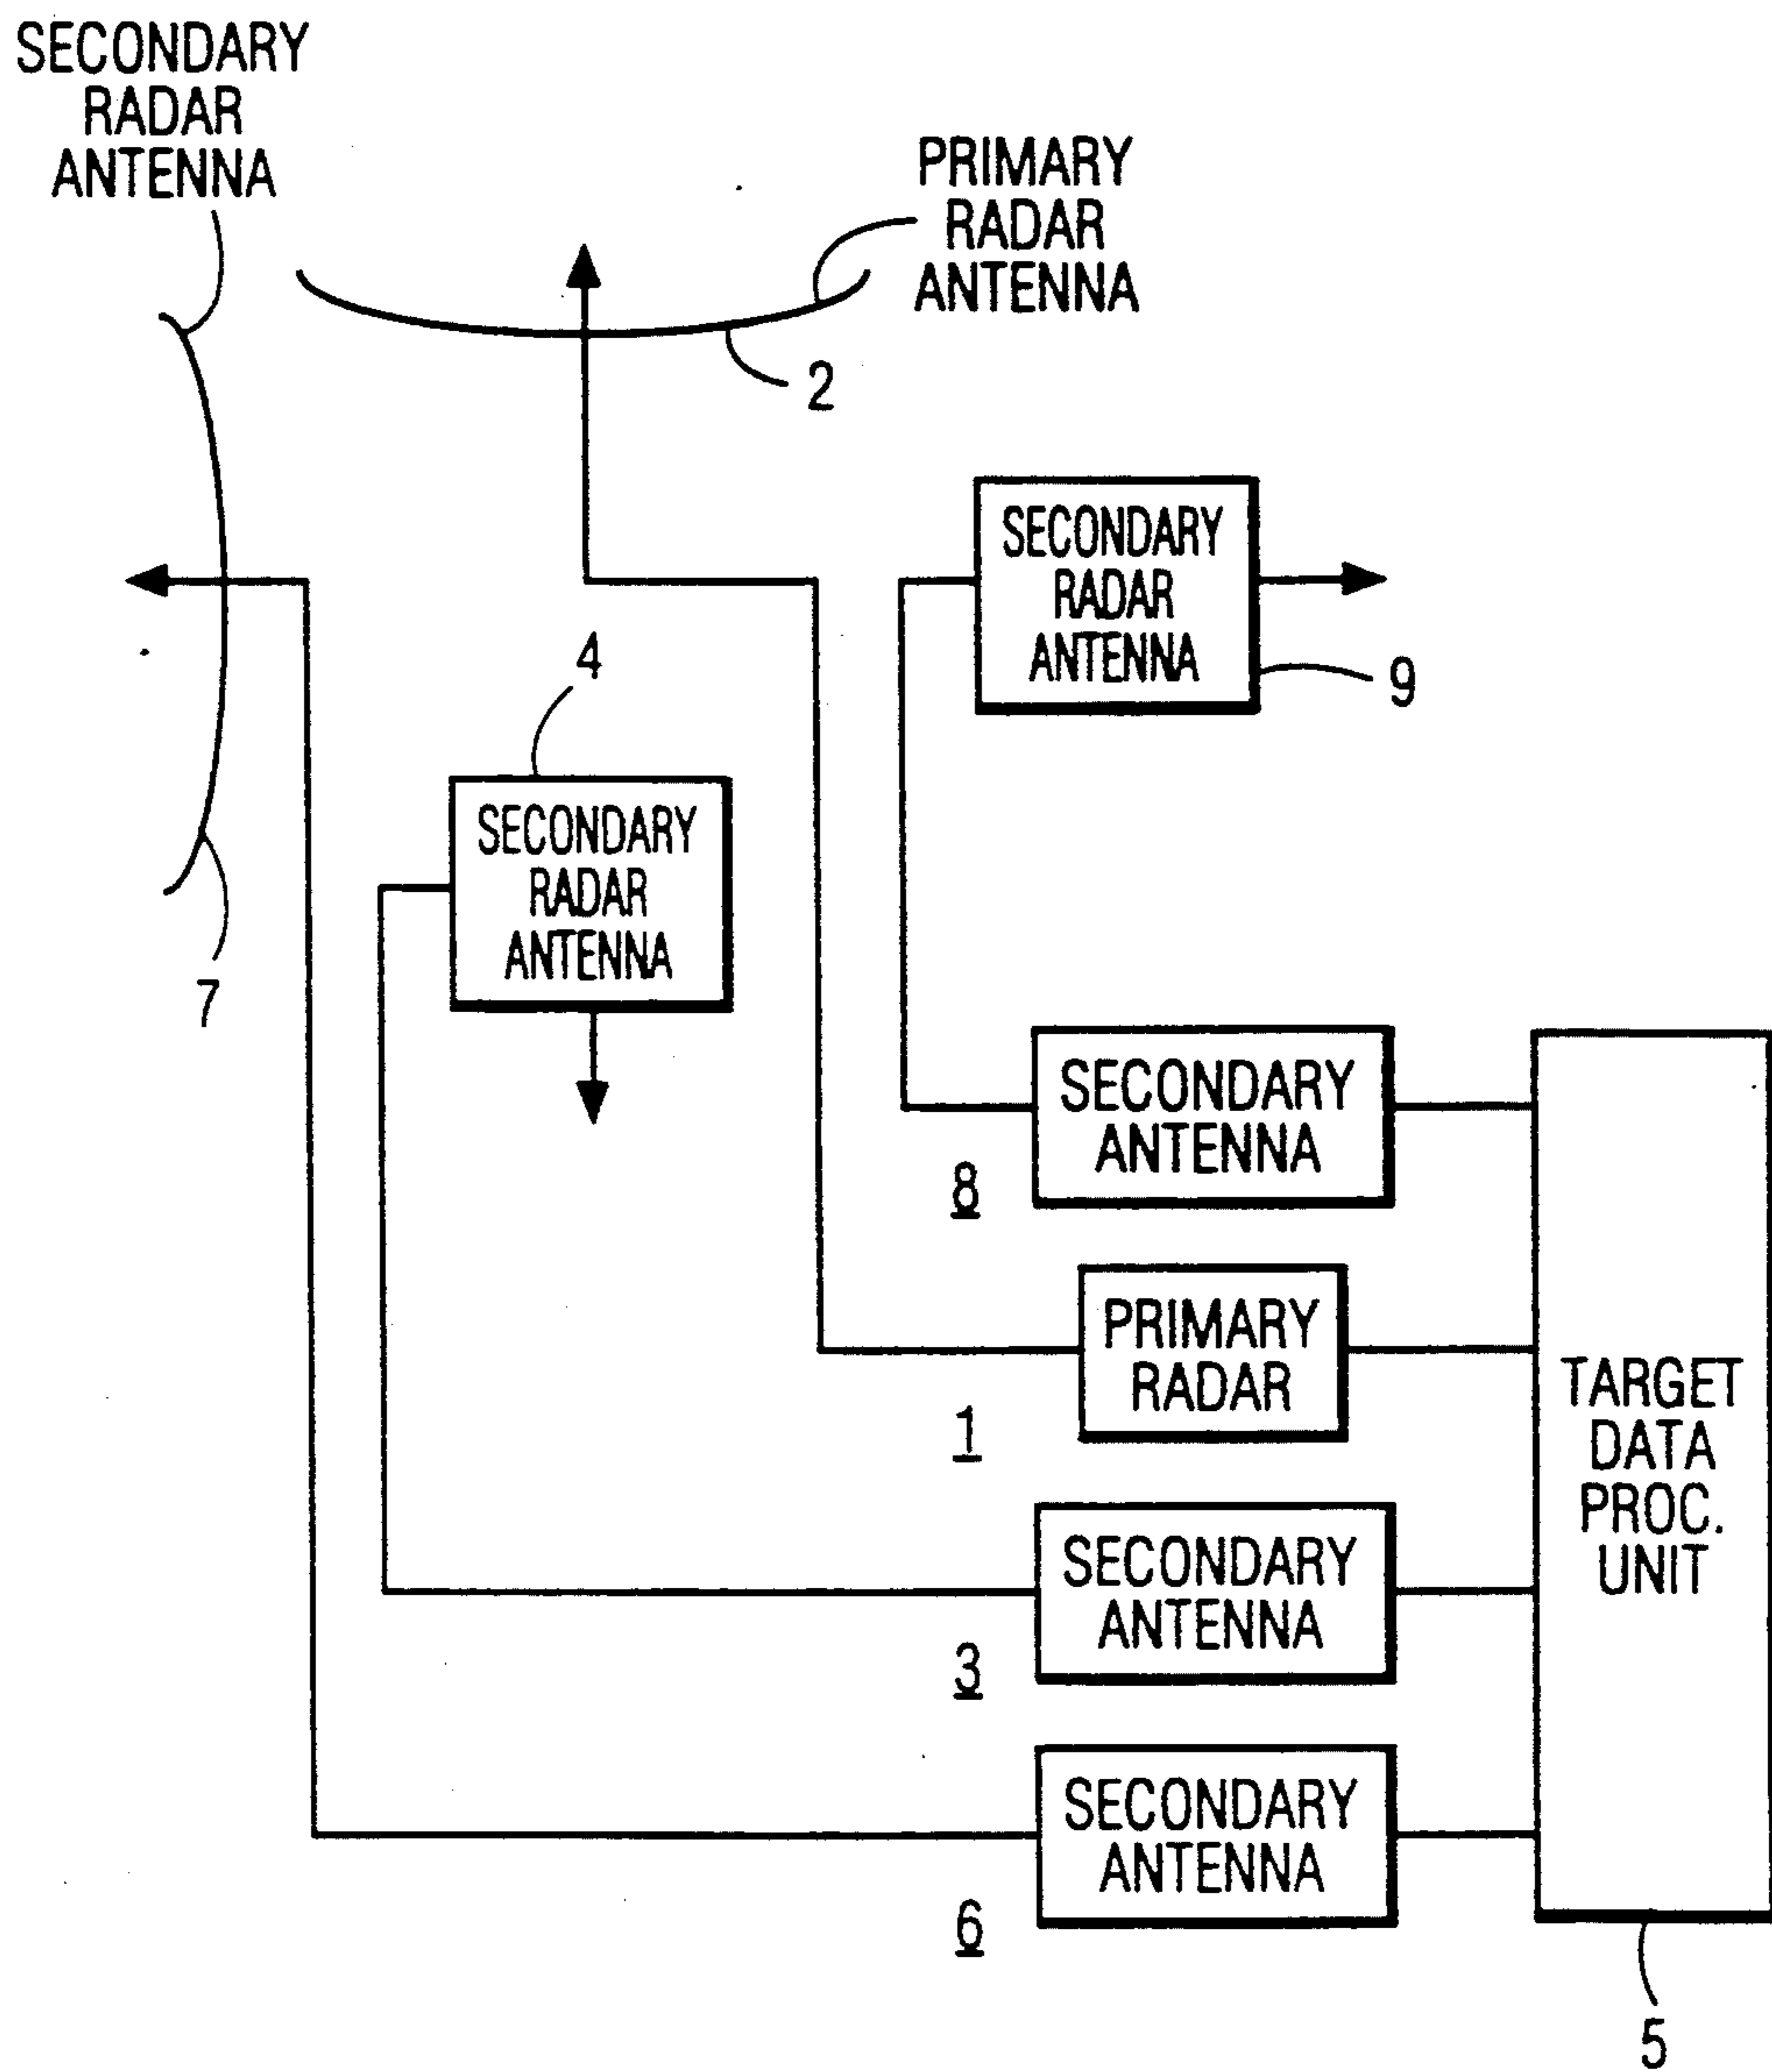 SECONDARY
RADAR
ANTENNA
PRIMARY
RADAR
ANTENNA
2
SECONDARY
RADAR
ANTENNA
9
4
SECONDARY
RADAR
ANTENNA
7
SECONDARY
ANTENNA
8
PRIMARY
RADAR
1
TARGET
DATA
PROC.
UNIT
SECONDARY
ANTENNA
3
SECONDARY
ANTENNA
6
5